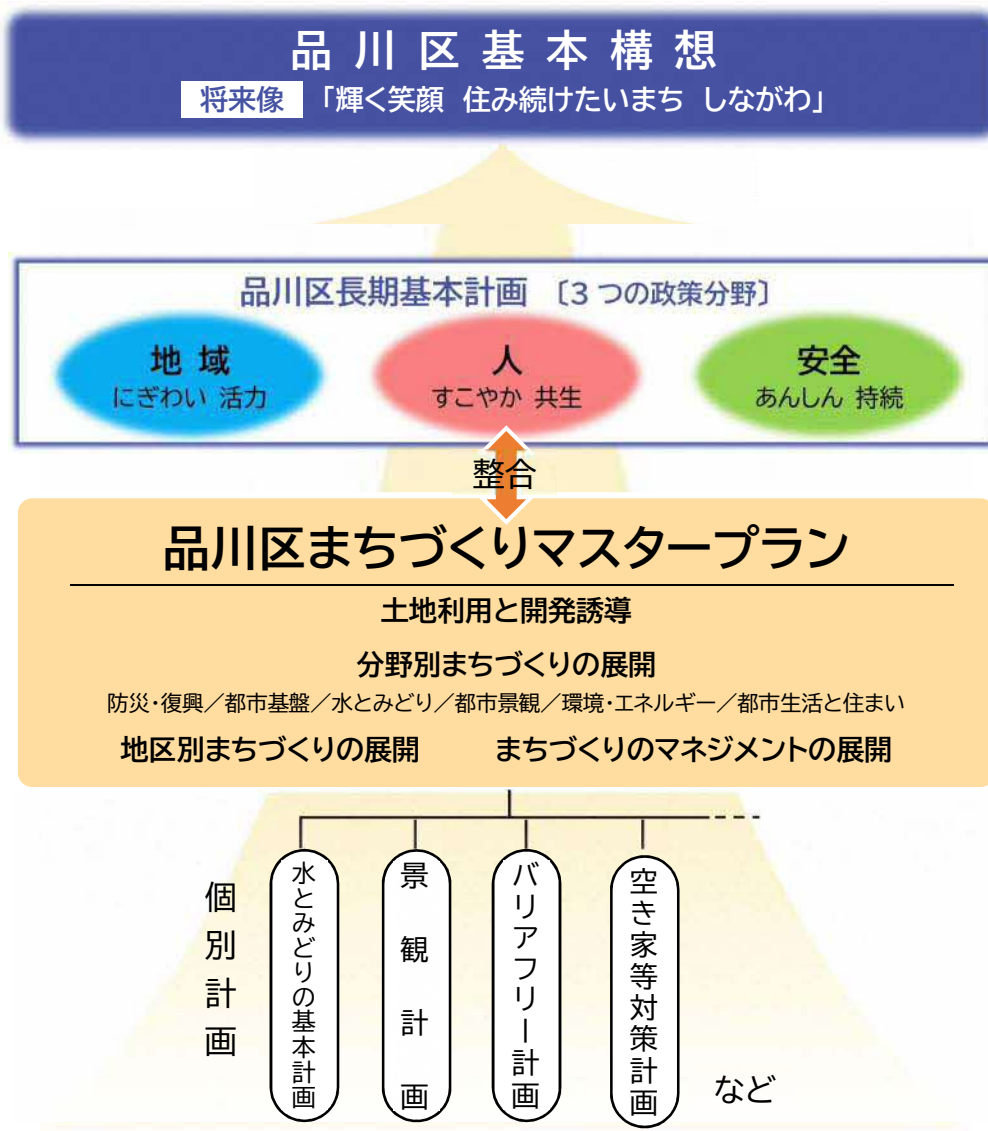 品川区基本構想
将来像 「輝く笑顔 住み続けたいまち しながわ」
品川区長期基本計画 〔3つの政策分野〕
地域
にぎわい 活力
人
すこやか 共生
安全
あんしん 持続
整合
品川区まちづくりマスタープラン
土地利用と開発誘導
分野別まちづくりの展開
防災・復興／都市基盤／水とみどり／都市景観／環境・エネルギー／都市生活と住まい
地区別まちづくりの展開 まちづくりのマネジメントの展開
個別計画
水とみどりの基本計画
景観計画
バリアフリー計画
空き家等対策計画
など